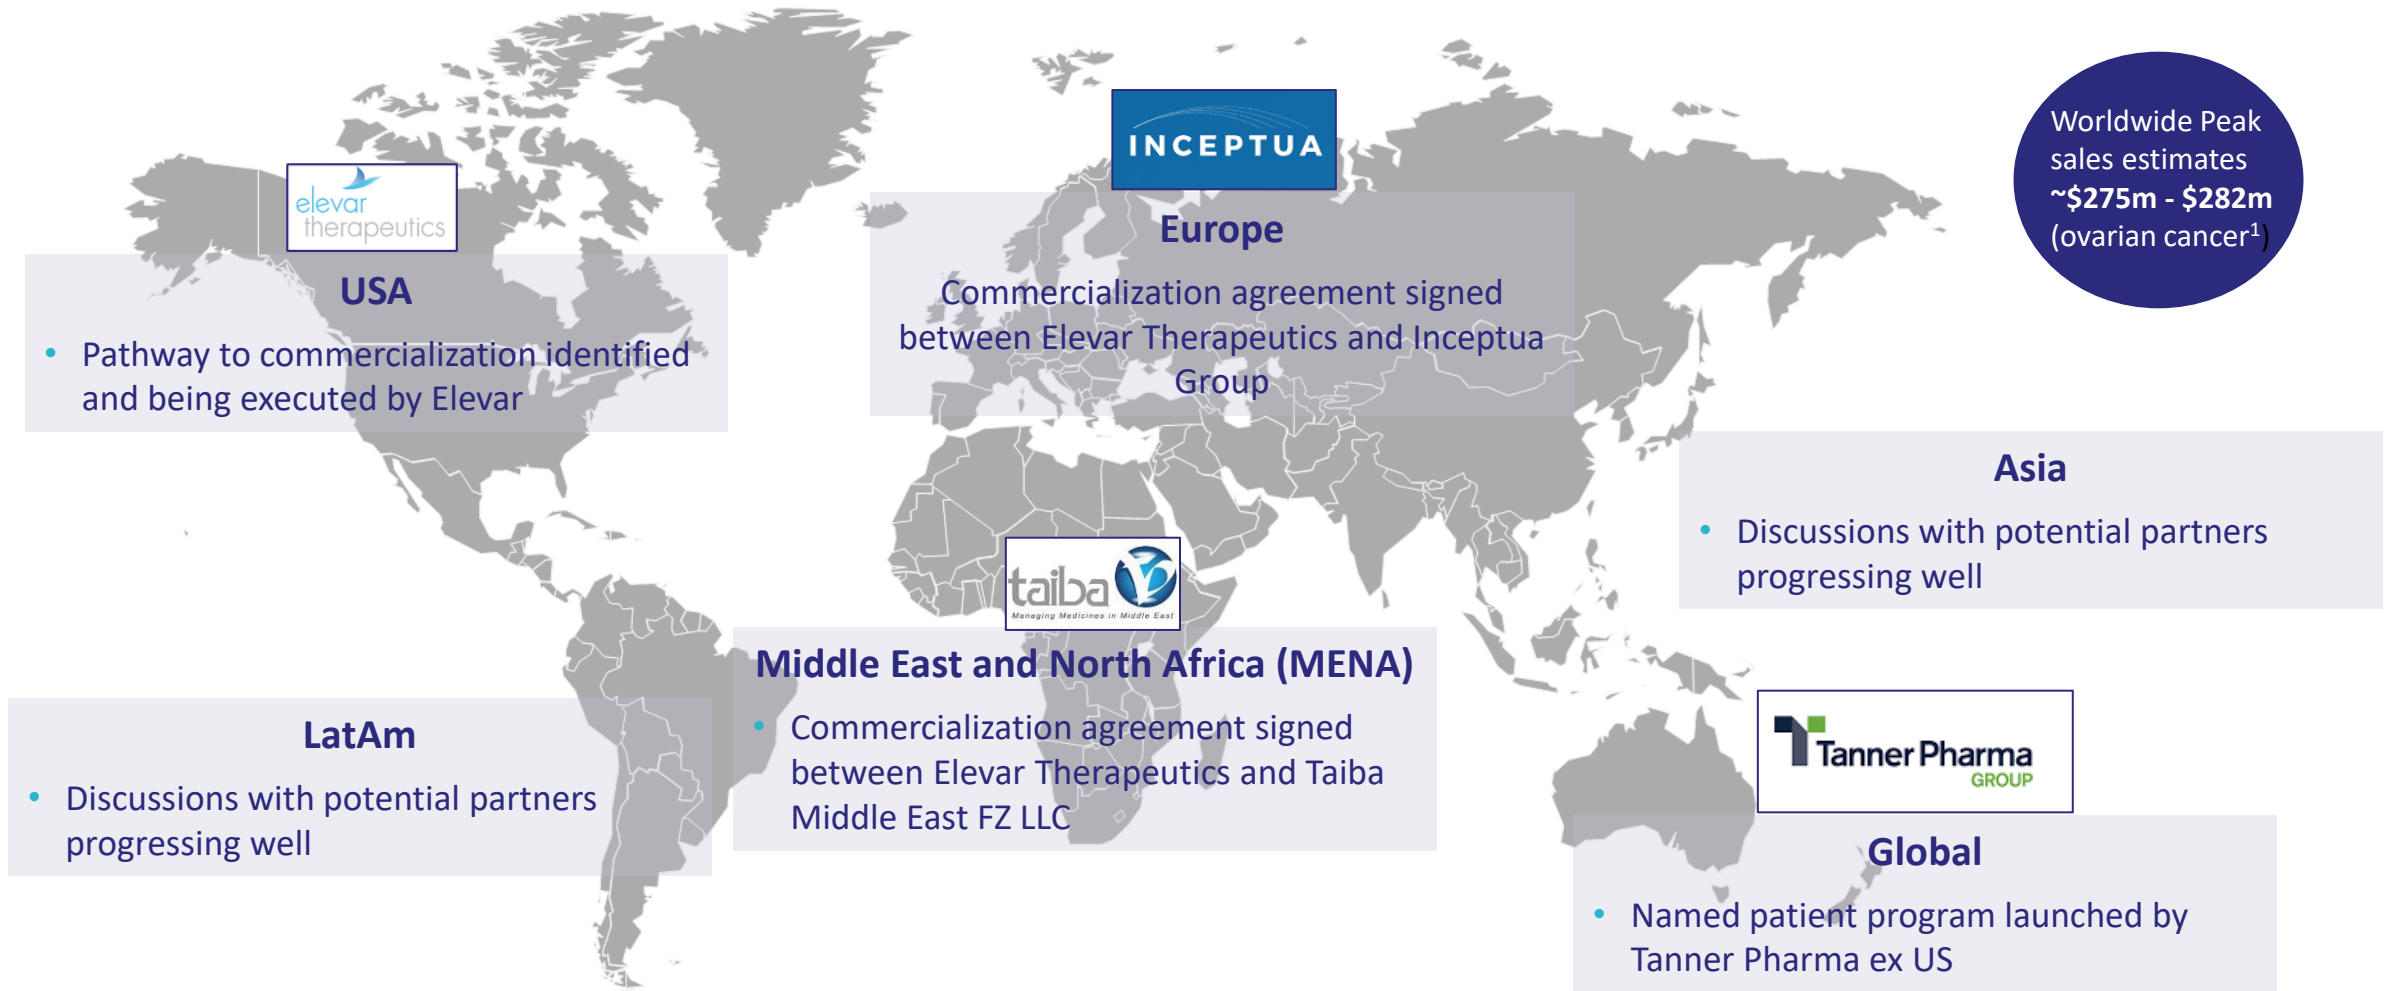 elevar
therapeutics
USA
• Pathway to commercialization identified
and being executed by Elevar
INCEPTUA
Europe
Commercialization agreement signed
between Elevar Therapeutics and Inceptua
Group
Worldwide Peak
sales estimates
~$275m - $282m
(ovarian cancer¹)
Asia
• Discussions with potential partners
progressing well
taiba
Managing Medicines in Middle East
Middle East and North Africa (MENA)
• Commercialization agreement signed
between Elevar Therapeutics and Taiba
Middle East FZ LLC
LatAm
• Discussions with potential partners
progressing well
Tanner Pharma
GROUP
Global
• Named patient program launched by
Tanner Pharma ex US